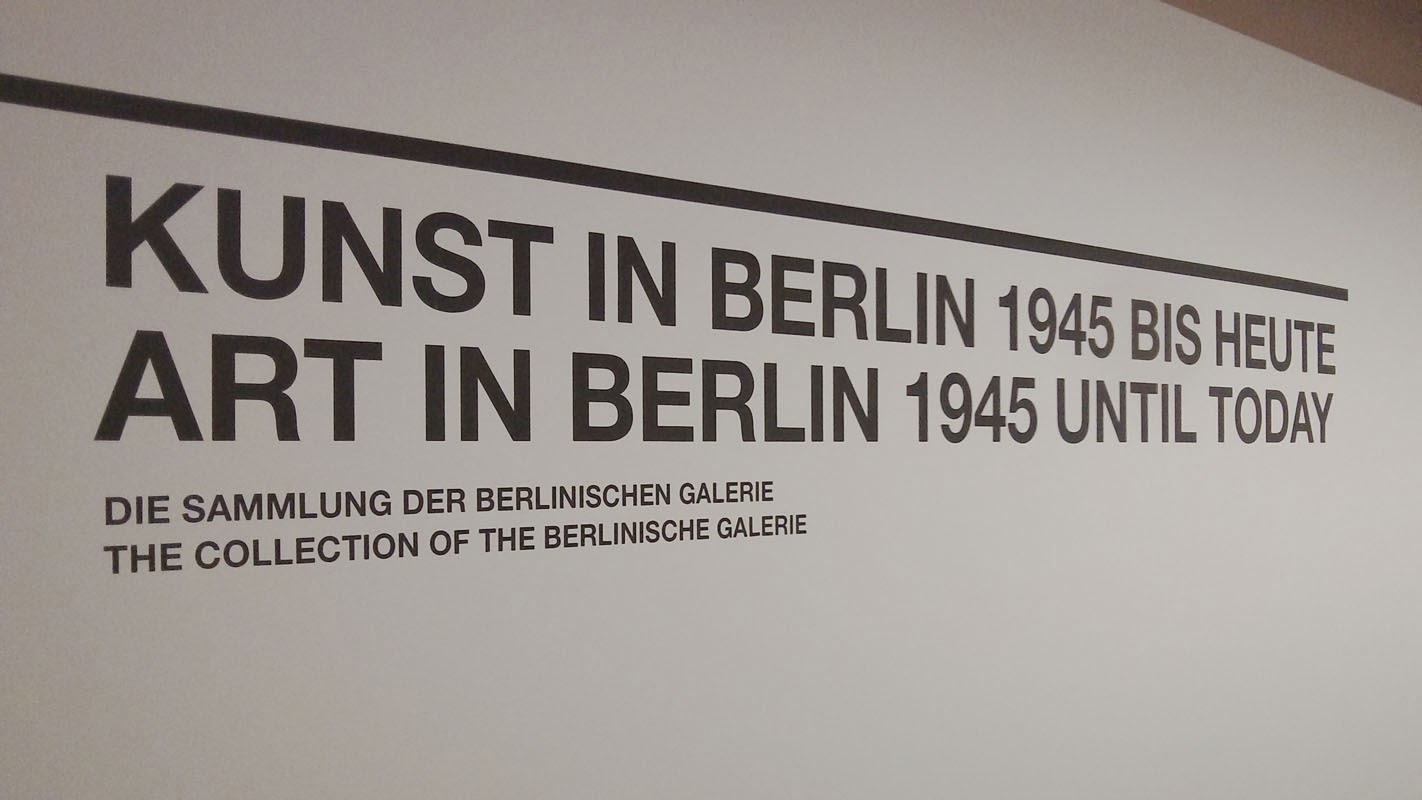 KUNST IN BERLIN 1945 BIS HEUTE
ART IN BERLIN 1945 UNTIL TODAY
DIE SAMMLUNG DER BERLINISCHEN GALERIE
THE COLLECTION OF THE BERLINISCHE GALERIE